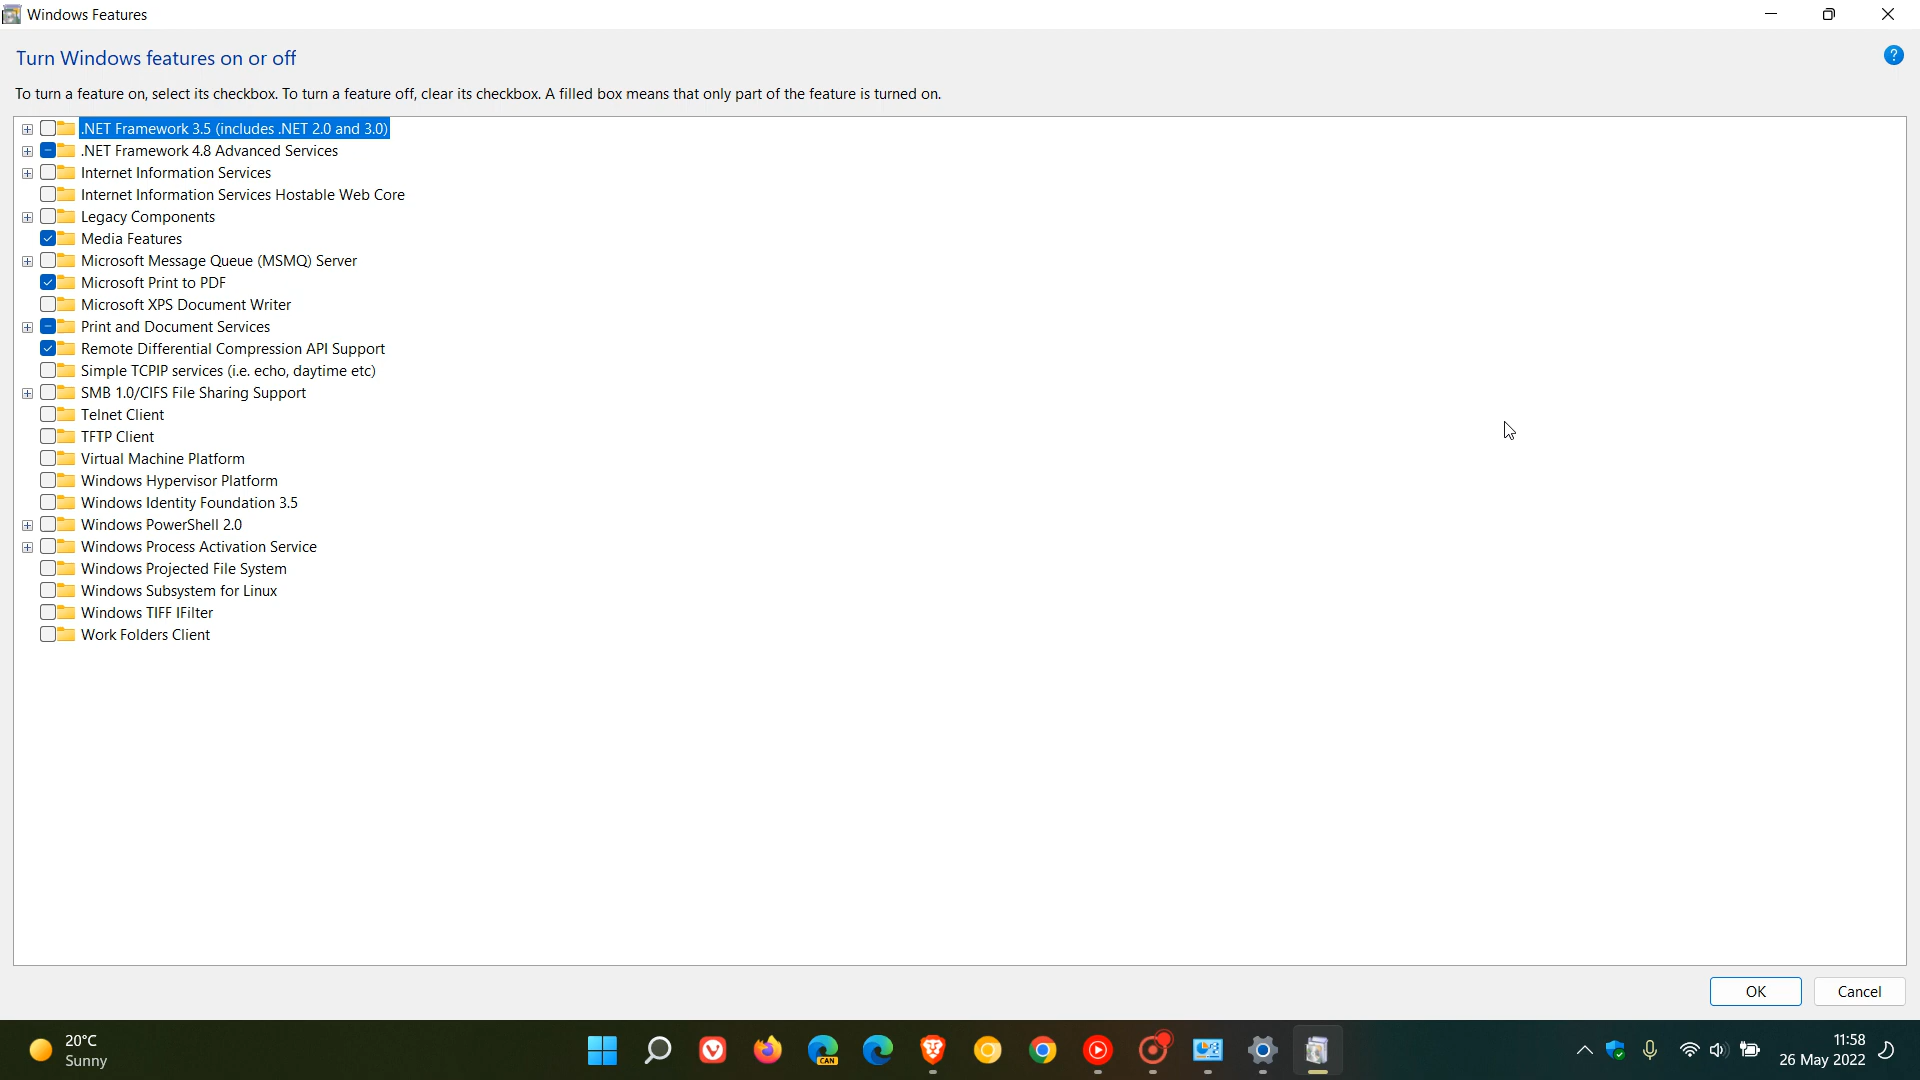 Windows Features
Turn Windows features on or off
To turn a feature on, select its checkbox. To turn a feature off, clear its checkbox. A filled box means that only part of the feature is turned on.
.NET Framework 3.5 (includes .NET 2.0 and 3.0)
.NET Framework 4.8 Advanced Services
Internet Information Services
Internet Information Services Hostable Web Core
Legacy Components
Media Features
Microsoft Message Queue (MSMQ) Server
Microsoft Print to PDF
Microsoft XPS Document Writer
Print and Document Services
Remote Differential Compression API Support
Simple TCPIP services (i.e. echo, daytime etc)
SMB 1.0/CIFS File Sharing Support
Telnet Client
TFTP Client
Virtual Machine Platform
Windows Hypervisor Platform
Windows Identity Foundation 3.5
Windows PowerShell 2.0
Windows Process Activation Service
Windows Projected File System
Windows Subsystem for Linux
Windows TIFF IFilter
Work Folders Client
OK Cancel
20°C
Sunny
CAN
11:58
26 May 2022